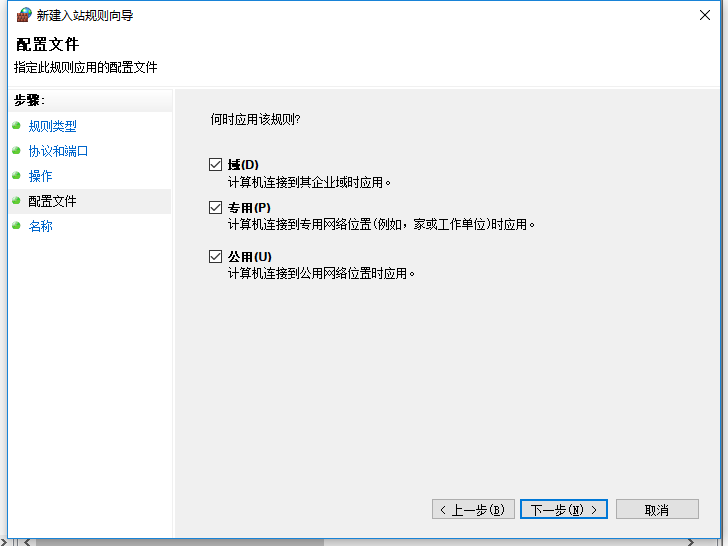 新建入站规则向导
配置文件
指定此规则应用的配置文件
步骤:
规则类型
协议和端口
操作
配置文件
名称
何时应用该规则?
域(D)
计算机连接到其企业域时应用。
专用(P)
计算机连接到专用网络位置(例如，家或工作单位)时应用。
公用(U)
计算机连接到公用网络位置时应用。
< 上一步(B)
下一步(N) >
取消